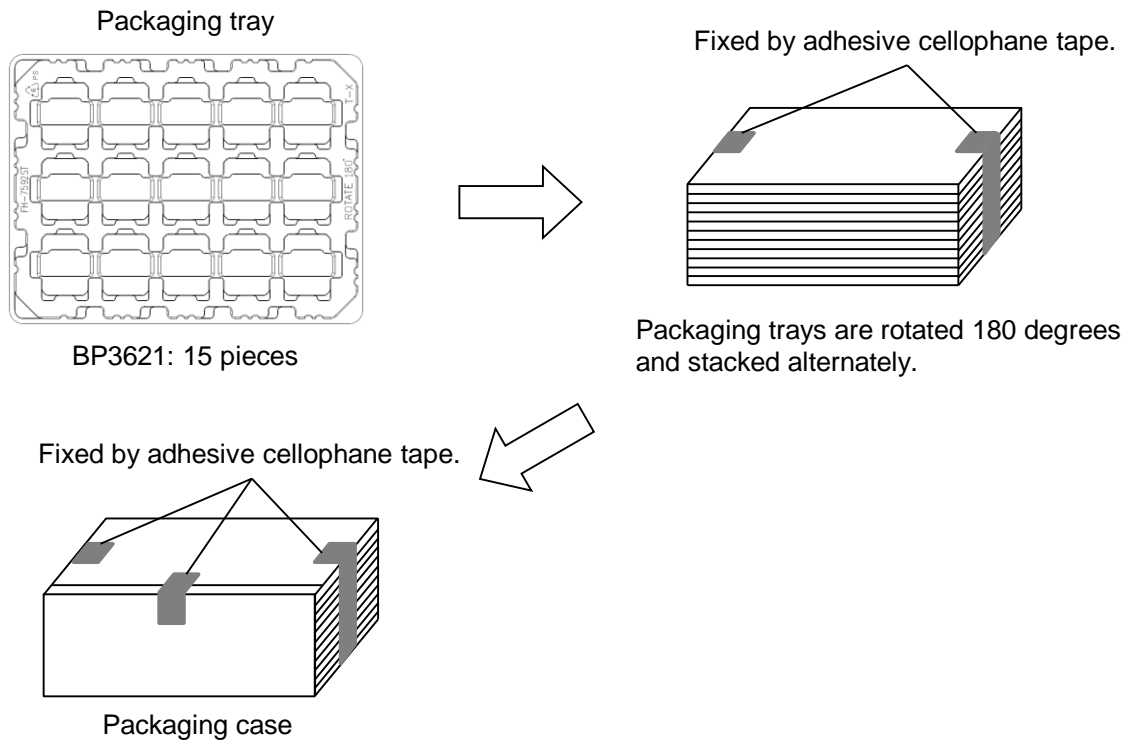 Packaging tray
PS
T-X
FH-7592ST
ROTATE 180°
BP3621: 15 pieces
Fixed by adhesive cellophane tape.
Packaging trays are rotated 180 degrees
and stacked alternately.
Fixed by adhesive cellophane tape.
Packaging case